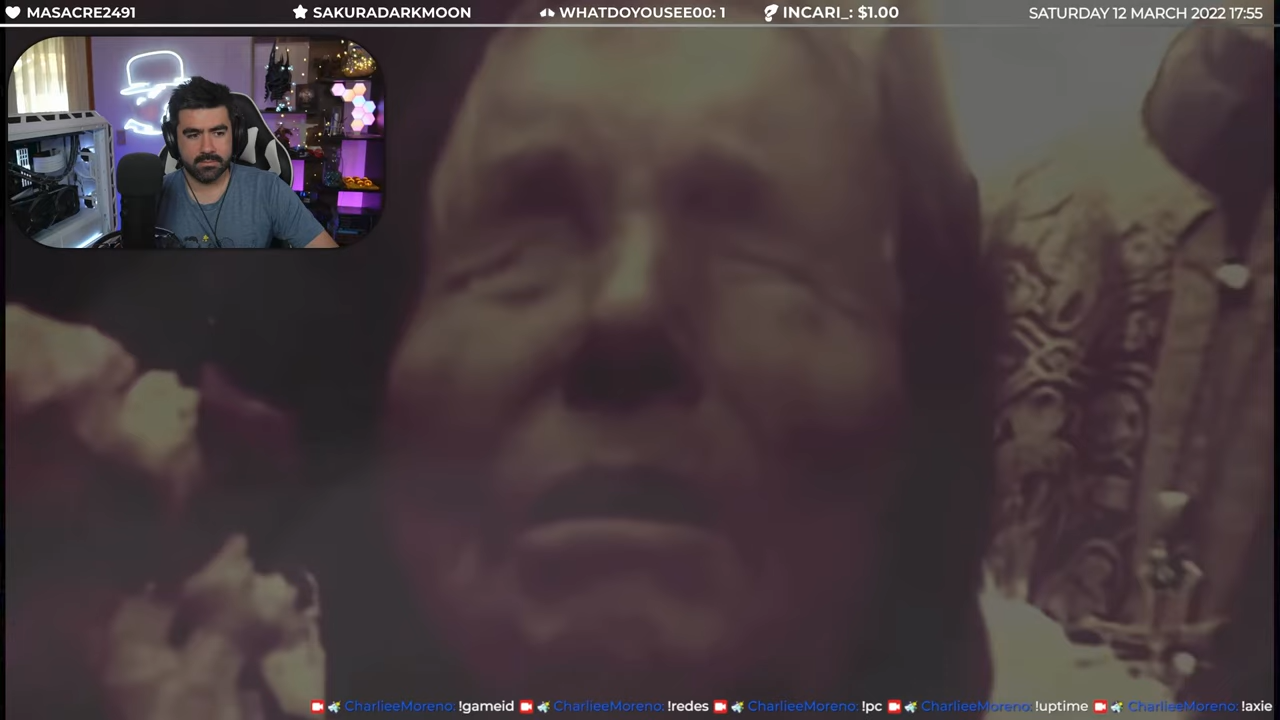 MASACRE2491 SAKURADARKMOON WHATDOYOUSEE00: 1 INCARI_: $1.00 SATURDAY 12 MARCH 2022 17:55
CharlieeMoreno: !gameid CharlieeMoreno: !redes CharlieeMoreno: !pc CharlieeMoreno: !uptime CharlieeMoreno: !axie